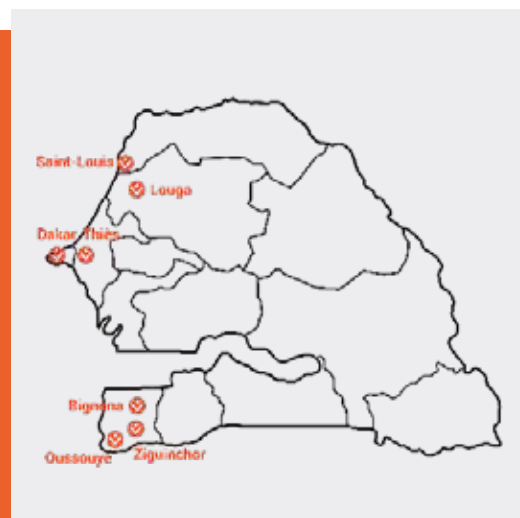 Saint-Louis
Louga
Dakar Thiès
Bignona
Ziguinchor
Oussouye